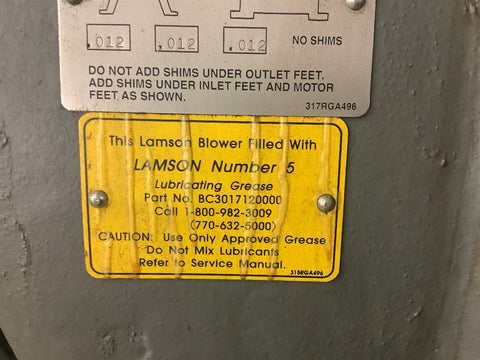 .012 .012 .012 NO SHIMS
DO NOT ADD SHIMS UNDER OUTLET FEET.
ADD SHIMS UNDER INLET FEET AND MOTOR
FEET AS SHOWN.
317RGA496
This Lamson Blower Filled With
LAMSON Number 5
Lubricating Grease
Part No. BC3017120000
Call 1-800-982-3009
(770-632-5000)
CAUTION: Use Only Approved Grease
Do Not Mix Lubricants
Refer to Service Manual.
315RGA496